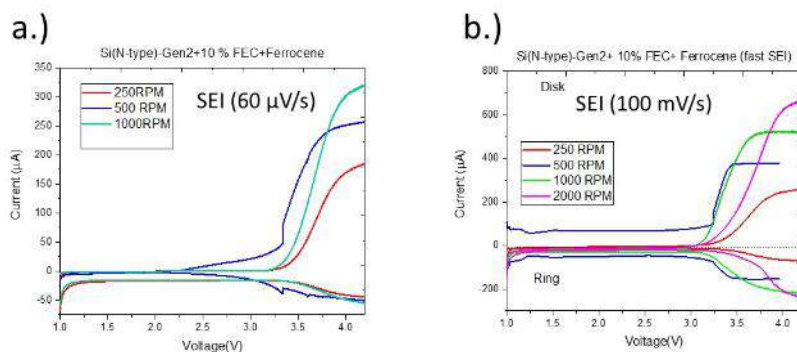 a.)
Si(N-type)-Gen2+10 % FEC+Ferrocene
350
300
250
200
150
100
50
0
-50
Current (µA)
250RPM
500 RPM
1000RPM
SEI (60 µV/s)
1.0 1.5 2.0 2.5 3.0 3.5 4.0
Voltage(V)
b.)
Si(N-type)-Gen2+ 10% FEC+ Ferrocene (fast SEI)
800
600
400
200
0
-200
Current (µA)
Disk
SEI (100 mV/s)
250 RPM
500 RPM
1000 RPM
2000 RPM
Ring
1.0 1.5 2.0 2.5 3.0 3.5 4.0
Voltage(V)